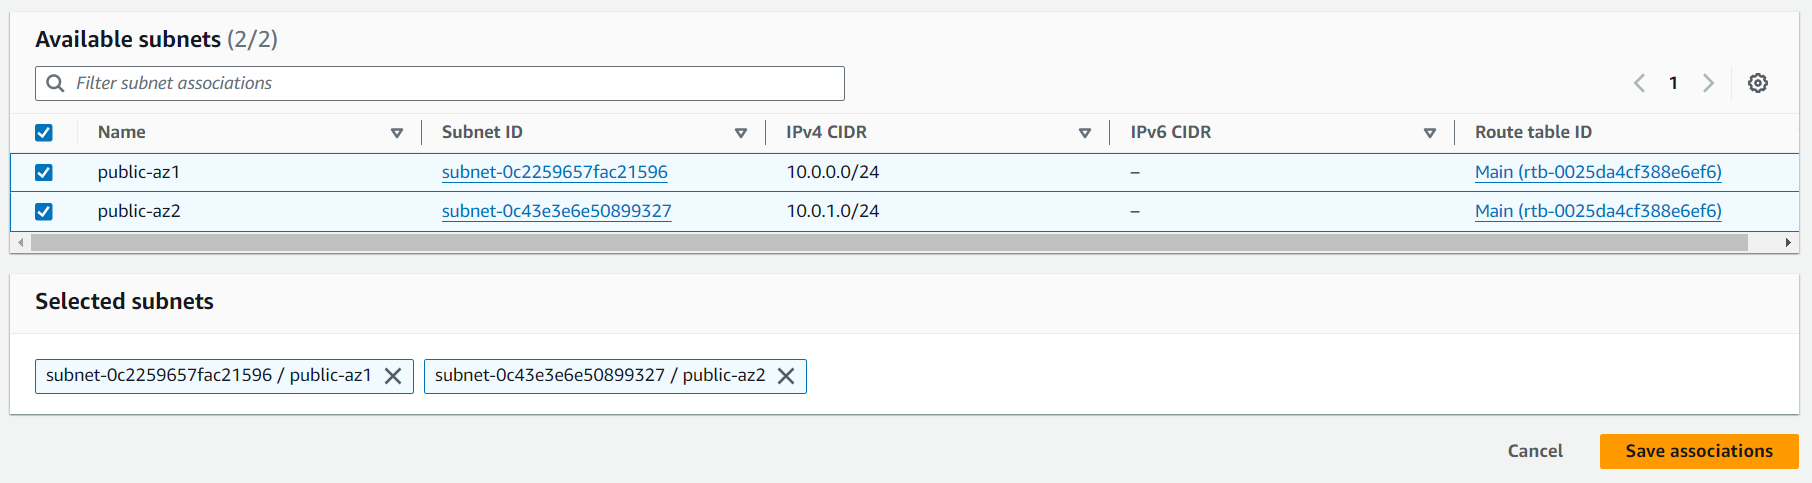 Available subnets (2/2)
Filter subnet associations
1
Name Subnet ID IPv4 CIDR IPv6 CIDR Route table ID
public-az1 subnet-0c2259657fac21596 10.0.0.0/24 – Main (rtb-0025da4cf388e6ef6)
public-az2 subnet-0c43e3e6e50899327 10.0.1.0/24 – Main (rtb-0025da4cf388e6ef6)
Selected subnets
subnet-0c2259657fac21596 / public-az1 subnet-0c43e3e6e50899327 / public-az2
Cancel Save associations